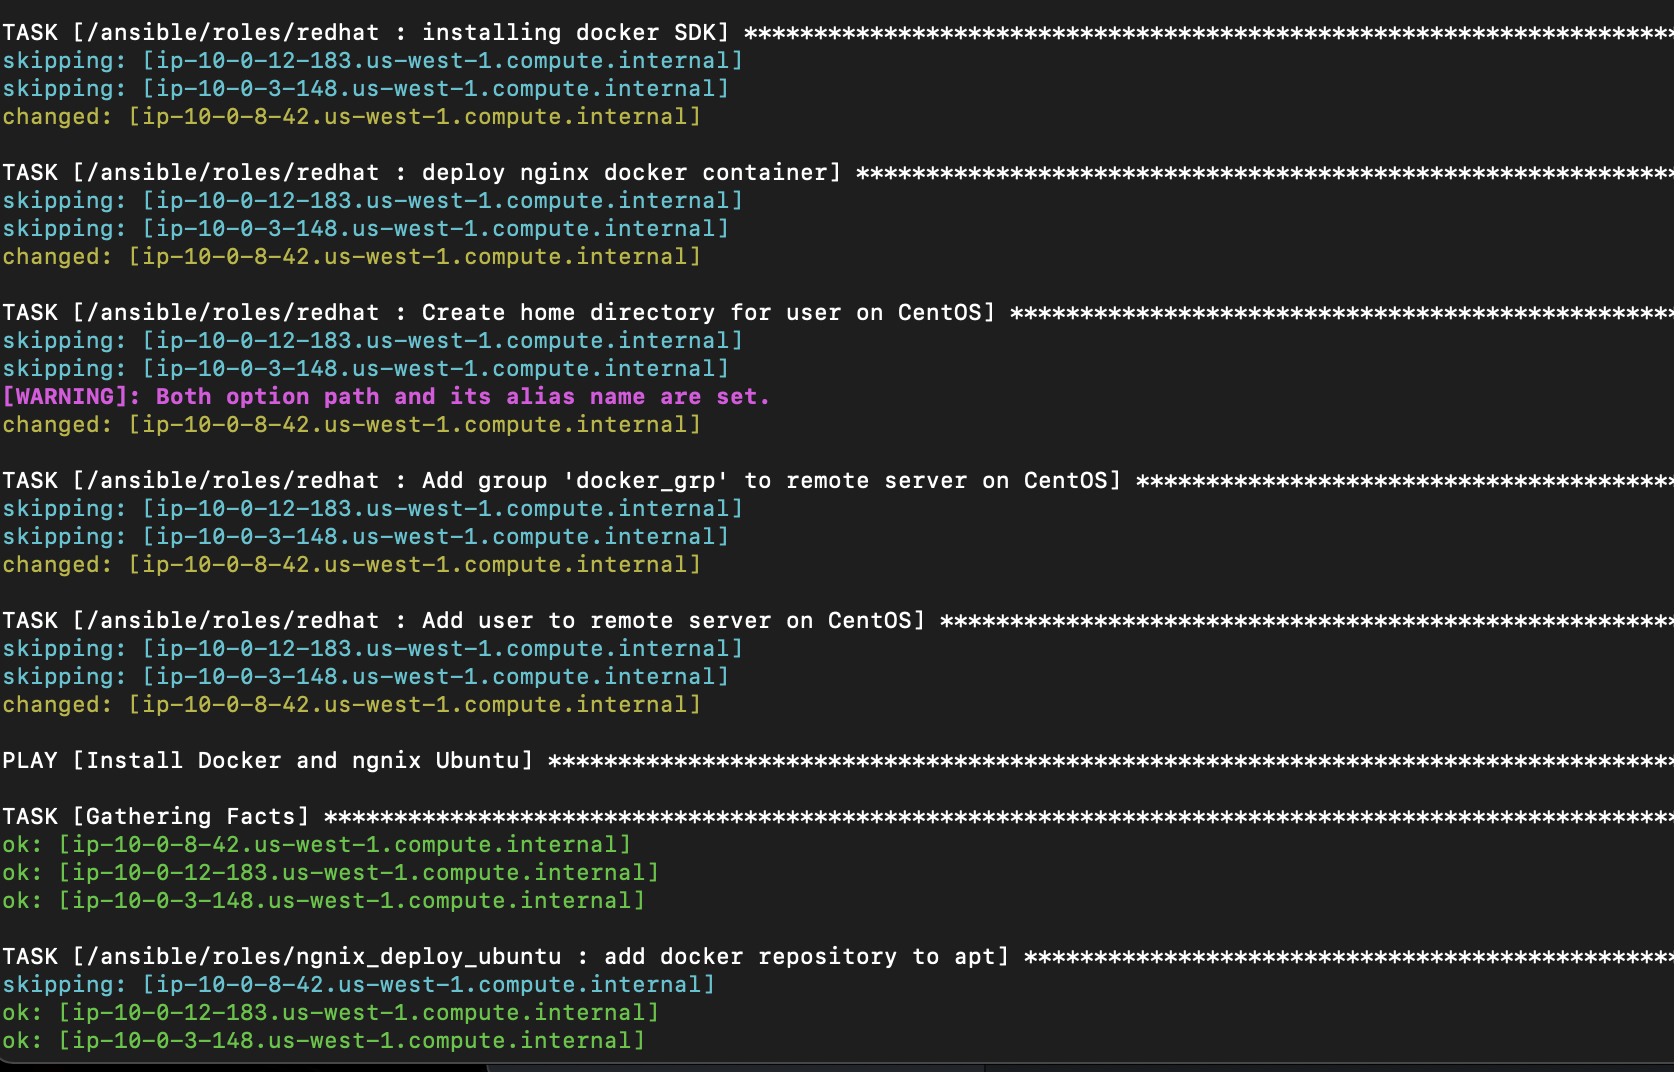 TASK [/ansible/roles/redhat : installing docker SDK] *******************************************************************
skipping: [ip-10-0-12-183.us-west-1.compute.internal]
skipping: [ip-10-0-3-148.us-west-1.compute.internal]
changed: [ip-10-0-8-42.us-west-1.compute.internal]
TASK [/ansible/roles/redhat : deploy nginx docker container] ***********************************************************
skipping: [ip-10-0-12-183.us-west-1.compute.internal]
skipping: [ip-10-0-3-148.us-west-1.compute.internal]
changed: [ip-10-0-8-42.us-west-1.compute.internal]
TASK [/ansible/roles/redhat : Create home directory for user on CentOS] ************************************************
skipping: [ip-10-0-12-183.us-west-1.compute.internal]
skipping: [ip-10-0-3-148.us-west-1.compute.internal]
[WARNING]: Both option path and its alias name are set.
changed: [ip-10-0-8-42.us-west-1.compute.internal]
TASK [/ansible/roles/redhat : Add group 'docker_grp' to remote server on CentOS] ***************************************
skipping: [ip-10-0-12-183.us-west-1.compute.internal]
skipping: [ip-10-0-3-148.us-west-1.compute.internal]
changed: [ip-10-0-8-42.us-west-1.compute.internal]
TASK [/ansible/roles/redhat : Add user to remote server on CentOS] *****************************************************
skipping: [ip-10-0-12-183.us-west-1.compute.internal]
skipping: [ip-10-0-3-148.us-west-1.compute.internal]
changed: [ip-10-0-8-42.us-west-1.compute.internal]
PLAY [Install Docker and ngnix Ubuntu] *********************************************************************************
TASK [Gathering Facts] *************************************************************************************************
ok: [ip-10-0-8-42.us-west-1.compute.internal]
ok: [ip-10-0-12-183.us-west-1.compute.internal]
ok: [ip-10-0-3-148.us-west-1.compute.internal]
TASK [/ansible/roles/ngnix_deploy_ubuntu : add docker repository to apt] ***********************************************
skipping: [ip-10-0-8-42.us-west-1.compute.internal]
ok: [ip-10-0-12-183.us-west-1.compute.internal]
ok: [ip-10-0-3-148.us-west-1.compute.internal]